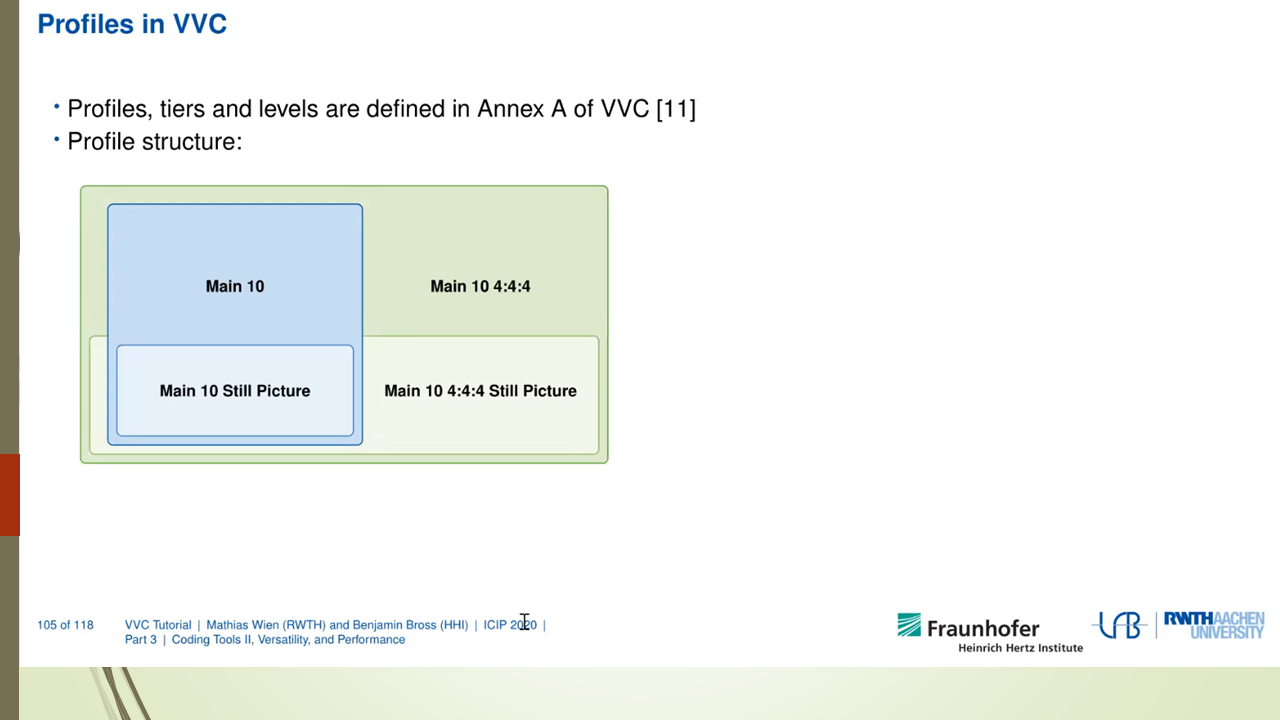 Profiles in VVC
• Profiles, tiers and levels are defined in Annex A of VVC [11]
• Profile structure:
Main 10
Main 10 4:4:4
Main 10 Still Picture
Main 10 4:4:4 Still Picture
105 of 118
VVC Tutorial | Mathias Wien (RWTH) and Benjamin Bross (HHI) | ICIP 2020 |
Part 3 | Coding Tools II, Versatility, and Performance
Fraunhofer
Heinrich Hertz Institute
LFB
RWTHAACHEN
UNIVERSITY